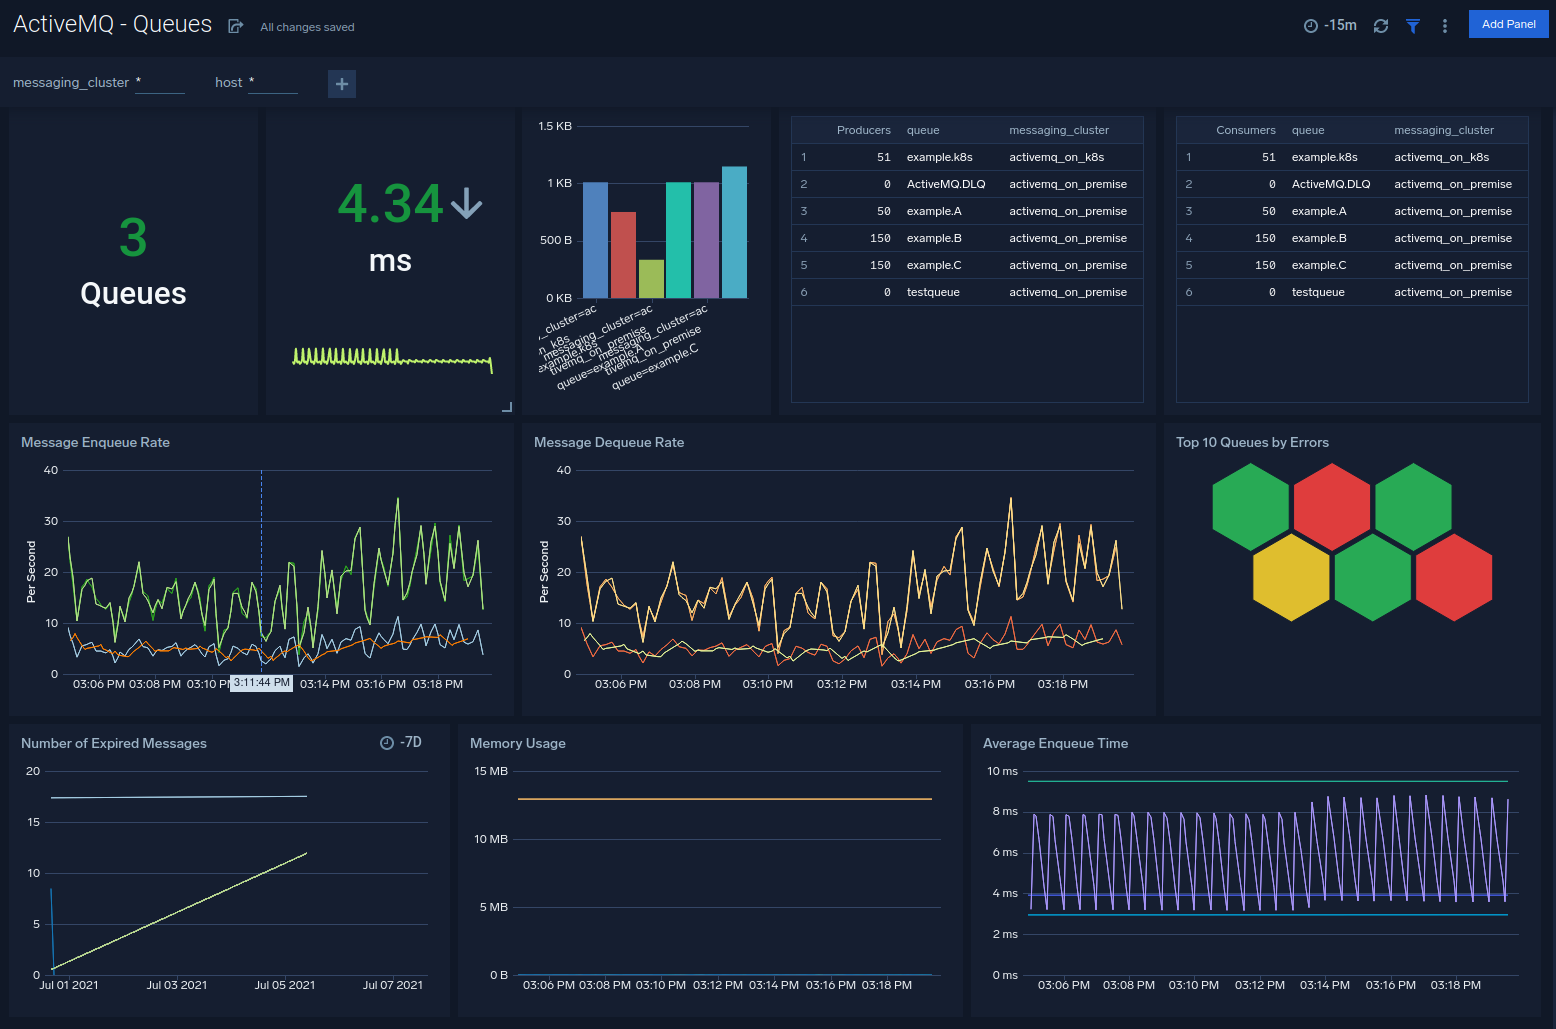 ActiveMQ - Queues
All changes saved
-15m
Add Panel
messaging_cluster *
host *
3
Queues
4.34
ms
1.5 KB
1 KB
500 B
0 KB
_cluster=ac
n_k8s
example.k8s
messaging_cluster=ac
tivemq_on_premise
queue=example.A
messaging_cluster=ac
tivemq_on_premise
queue=example.C
Producers queue messaging_cluster
1 51 example.k8s activemq_on_k8s
2 0 ActiveMQ.DLQ activemq_on_premise
3 50 example.A activemq_on_premise
4 150 example.B activemq_on_premise
5 150 example.C activemq_on_premise
6 0 testqueue activemq_on_premise
Consumers queue messaging_cluster
1 51 example.k8s activemq_on_k8s
2 0 ActiveMQ.DLQ activemq_on_premise
3 50 example.A activemq_on_premise
4 150 example.B activemq_on_premise
5 150 example.C activemq_on_premise
6 0 testqueue activemq_on_premise
Message Enqueue Rate
Per Second
40
30
20
10
0
03:06 PM 03:08 PM 03:10 PM 3:11:44 PM 03:14 PM 03:16 PM 03:18 PM
Message Dequeue Rate
Per Second
40
30
20
10
0
03:06 PM 03:08 PM 03:10 PM 03:12 PM 03:14 PM 03:16 PM 03:18 PM
Top 10 Queues by Errors
Number of Expired Messages
-7D
20
15
10
5
0
Jul 01 2021 Jul 03 2021 Jul 05 2021 Jul 07 2021
Memory Usage
15 MB
10 MB
5 MB
0 B
03:06 PM 03:08 PM 03:10 PM 03:12 PM 03:14 PM 03:16 PM 03:18 PM
Average Enqueue Time
10 ms
8 ms
6 ms
4 ms
2 ms
0 ms
03:06 PM 03:08 PM 03:10 PM 03:12 PM 03:14 PM 03:16 PM 03:18 PM